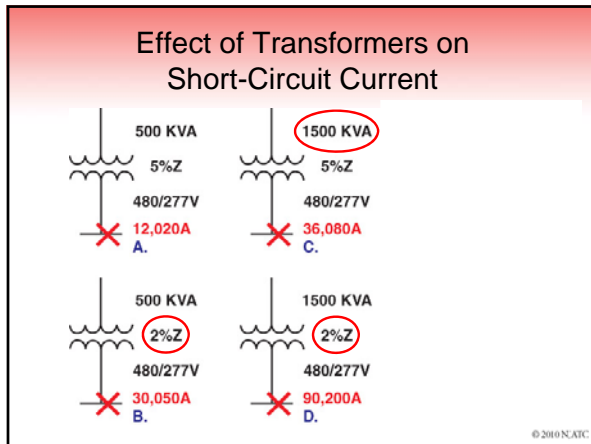 Effect of Transformers on
Short-Circuit Current
500 KVA
5%Z
480/277V
12,020A
A.
1500 KVA
5%Z
480/277V
36,080A
C.
500 KVA
2%Z
480/277V
30,050A
B.
1500 KVA
2%Z
480/277V
90,200A
D.
© 2010 NJATC